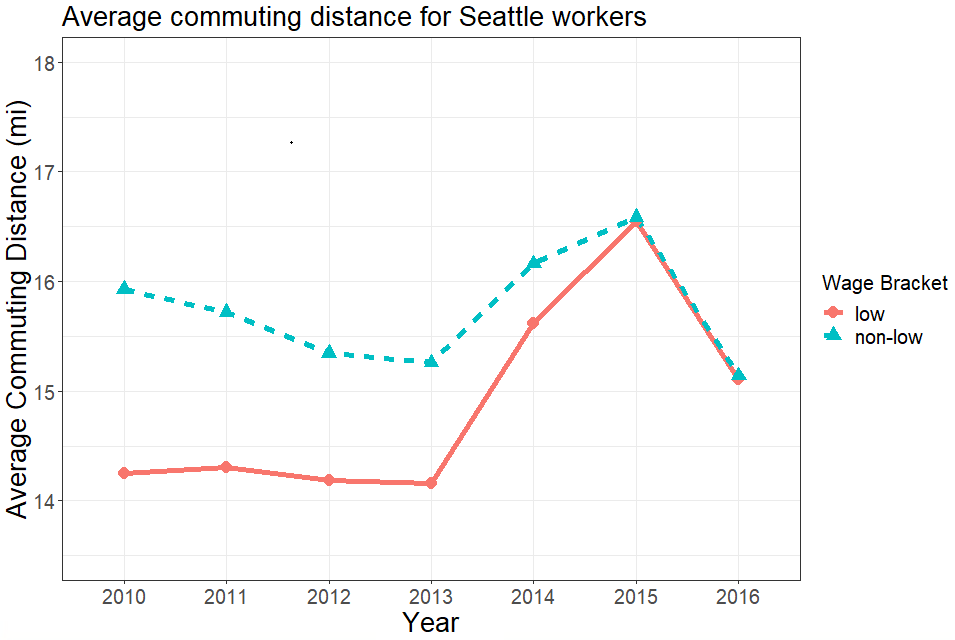 Average commuting distance for Seattle workers
Average Commuting Distance (mi)
18
17
16
15
14
2010 2011 2012 2013 2014 2015 2016
Year
Wage Bracket
low
non-low